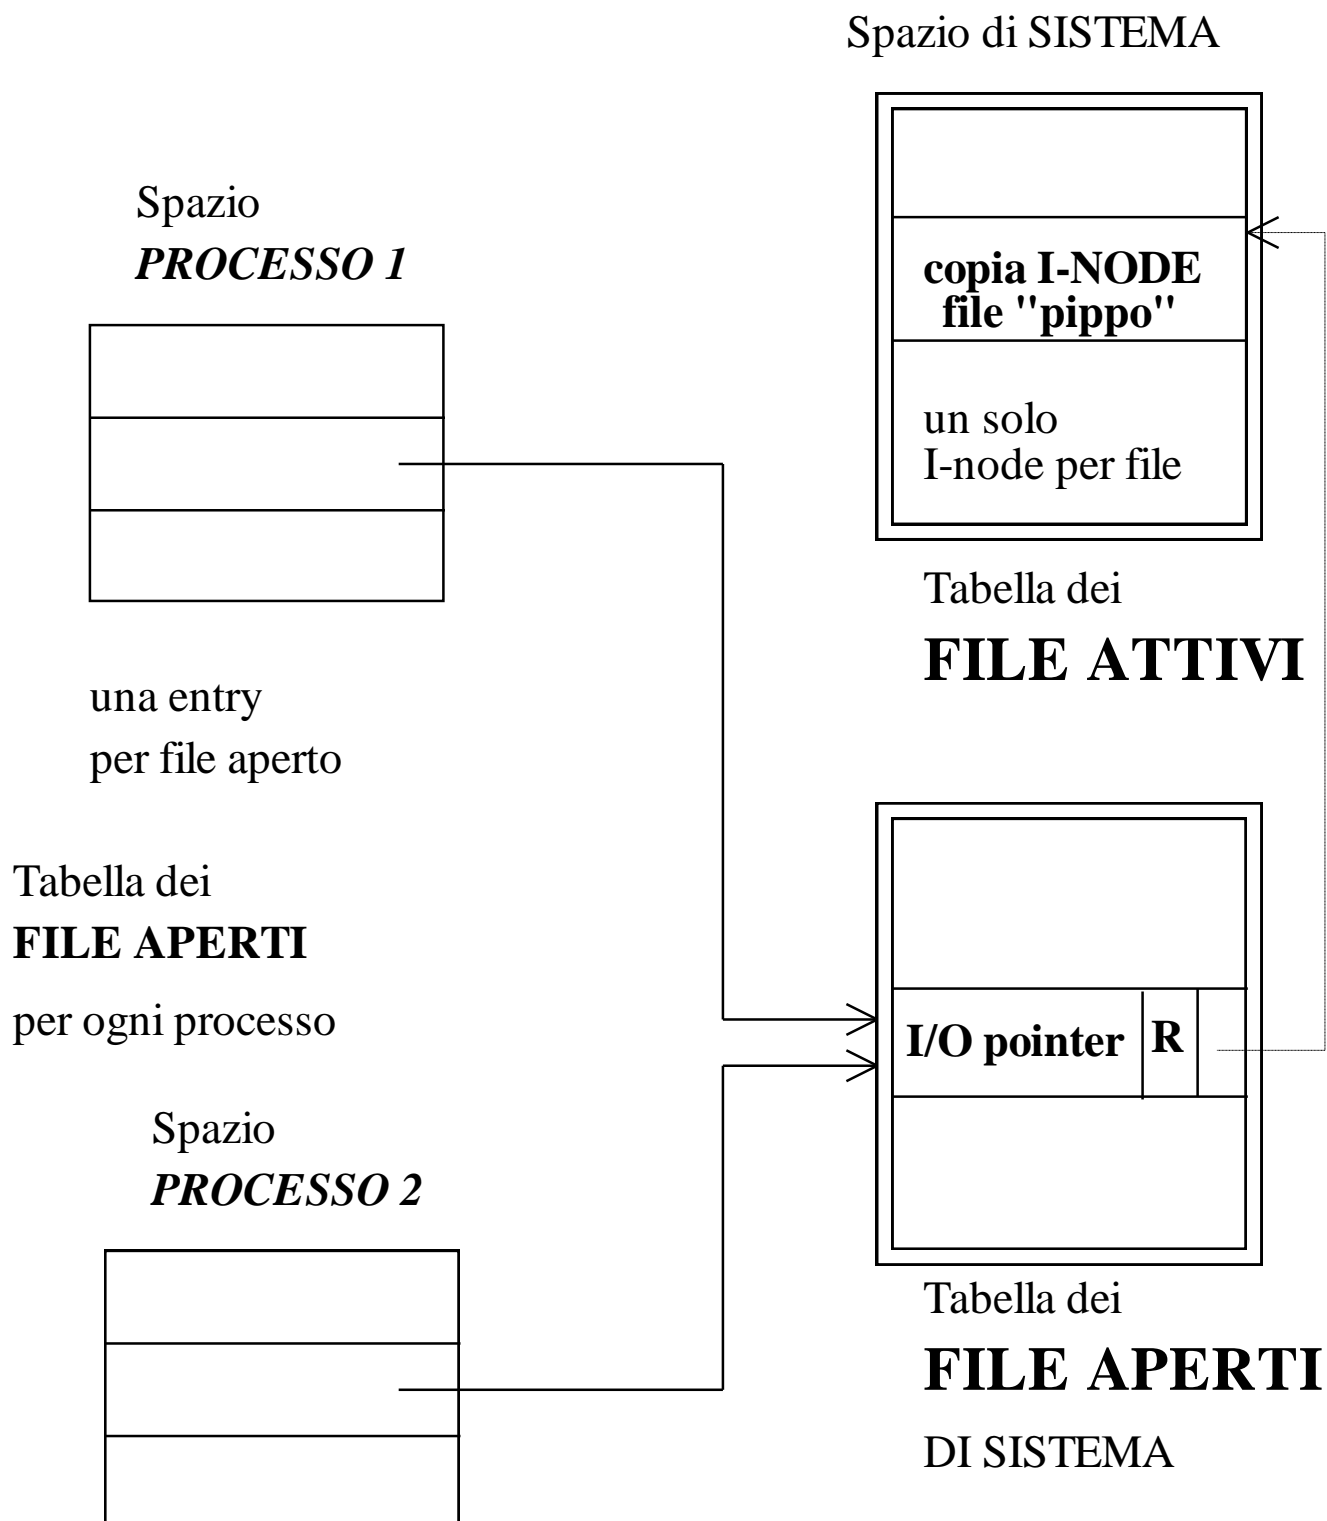 Spazio di SISTEMA
Spazio
PROCESSO 1
copia I-NODE
file "pippo"
un solo
I-node per file
Tabella dei
FILE ATTIVI
una entry
per file aperto
Tabella dei
FILE APERTI
per ogni processo
I/O pointer R
Spazio
PROCESSO 2
Tabella dei
FILE APERTI
DI SISTEMA